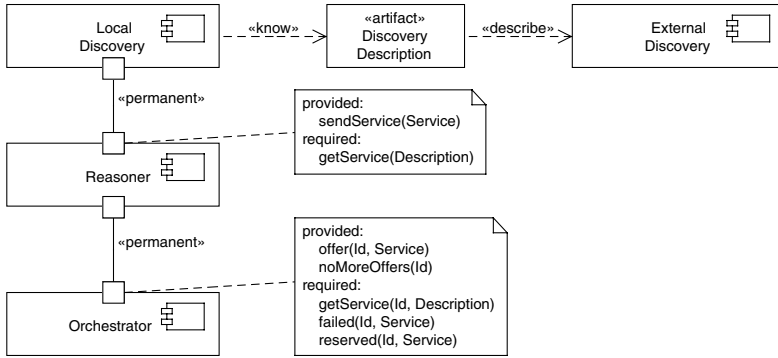 Local
Discovery
«know»
«artifact»
Discovery
Description
«describe»
External
Discovery
«permanent»
provided:
sendService(Service)
required:
getService(Description)
Reasoner
«permanent»
provided:
offer(Id, Service)
noMoreOffers(Id)
required:
getService(Id, Description)
failed(Id, Service)
reserved(Id, Service)
Orchestrator